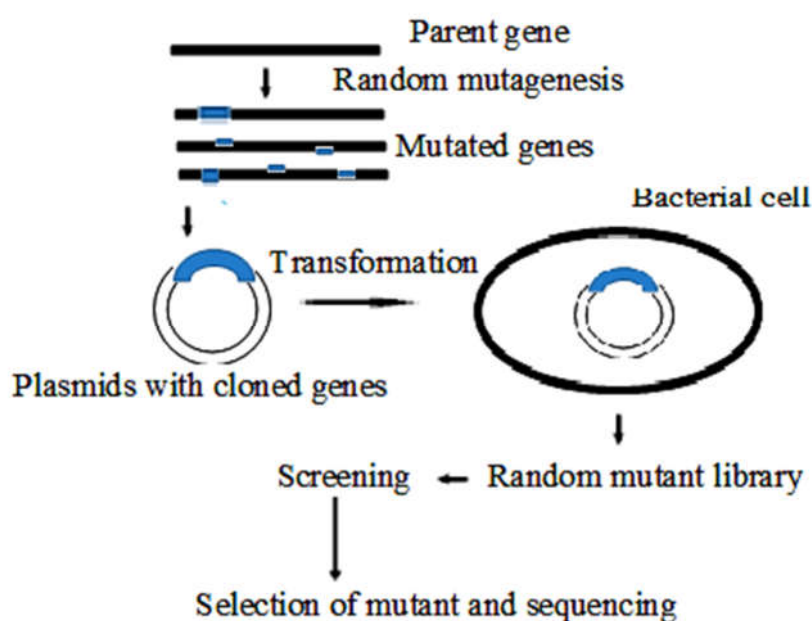 Parent gene
Random mutagenesis
Mutated genes
Bacterial cell
Transformation
Plasmids with cloned genes
Screening
Random mutant library
Selection of mutant and sequencing